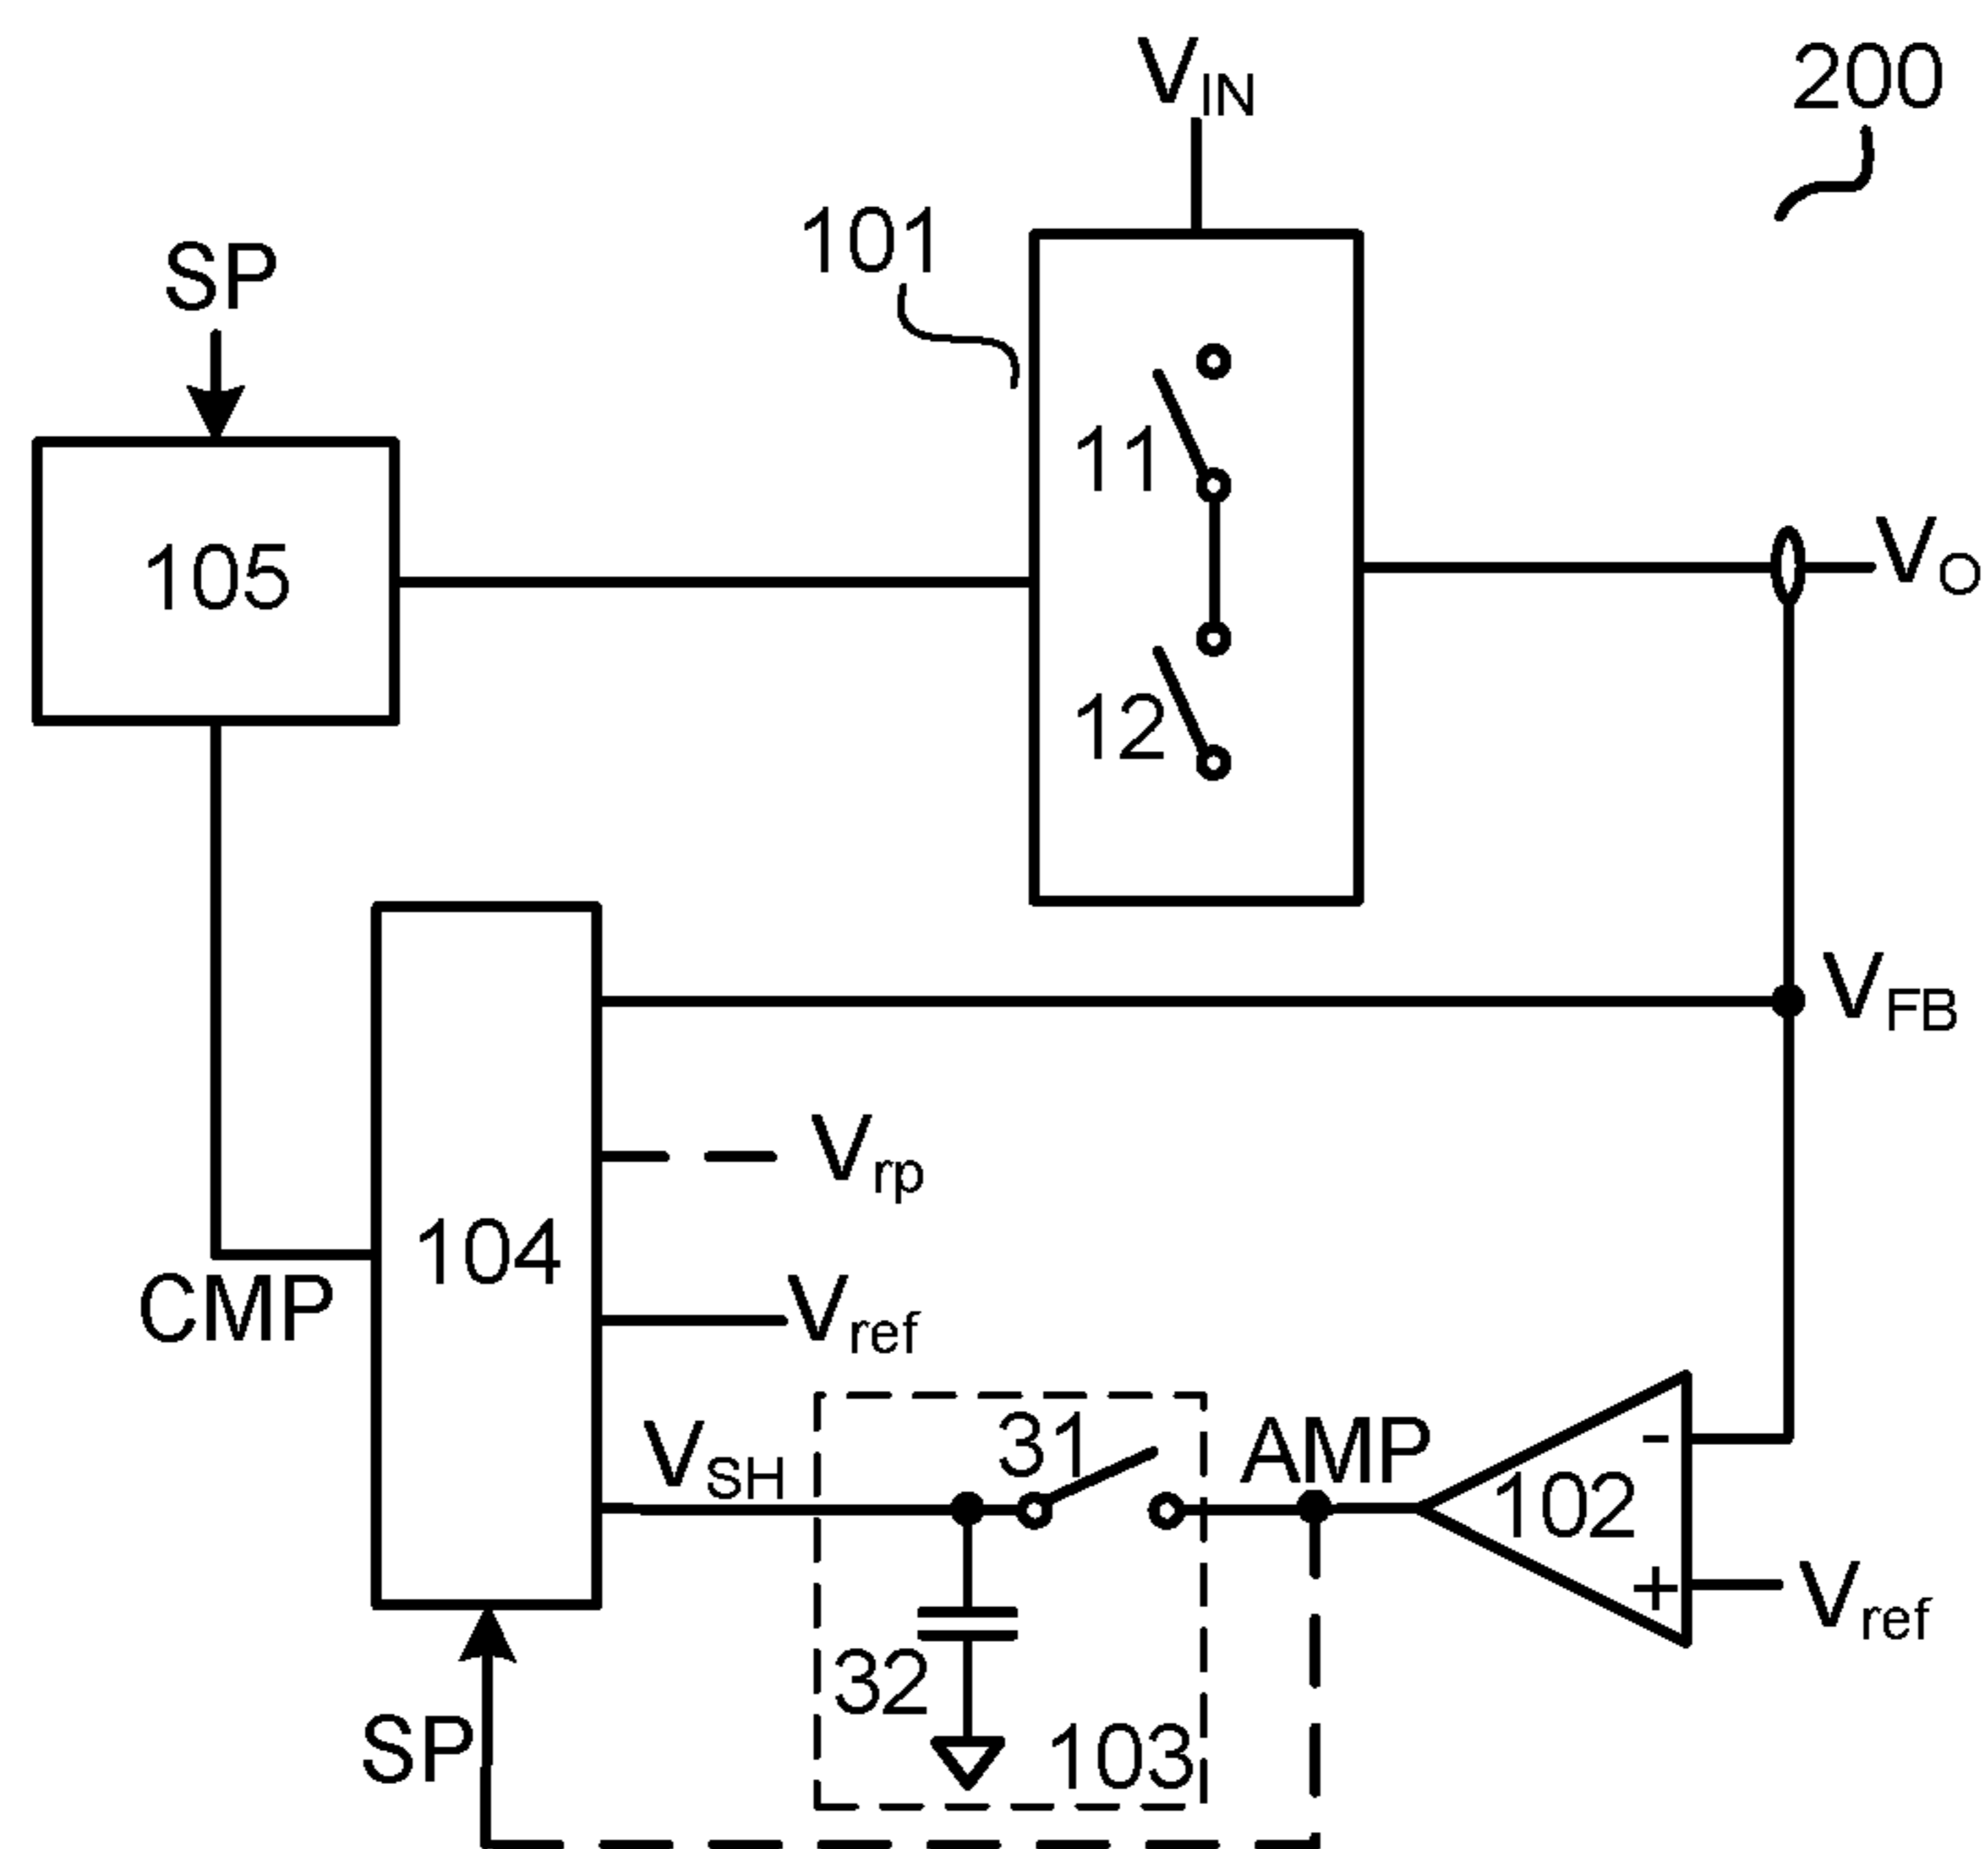 V_IN
200
101
SP
11
105
V_O
12
V_FB
V_rp
104
CMP
V_ref
31
V_SH
AMP
-
102
+
V_ref
32
SP
103